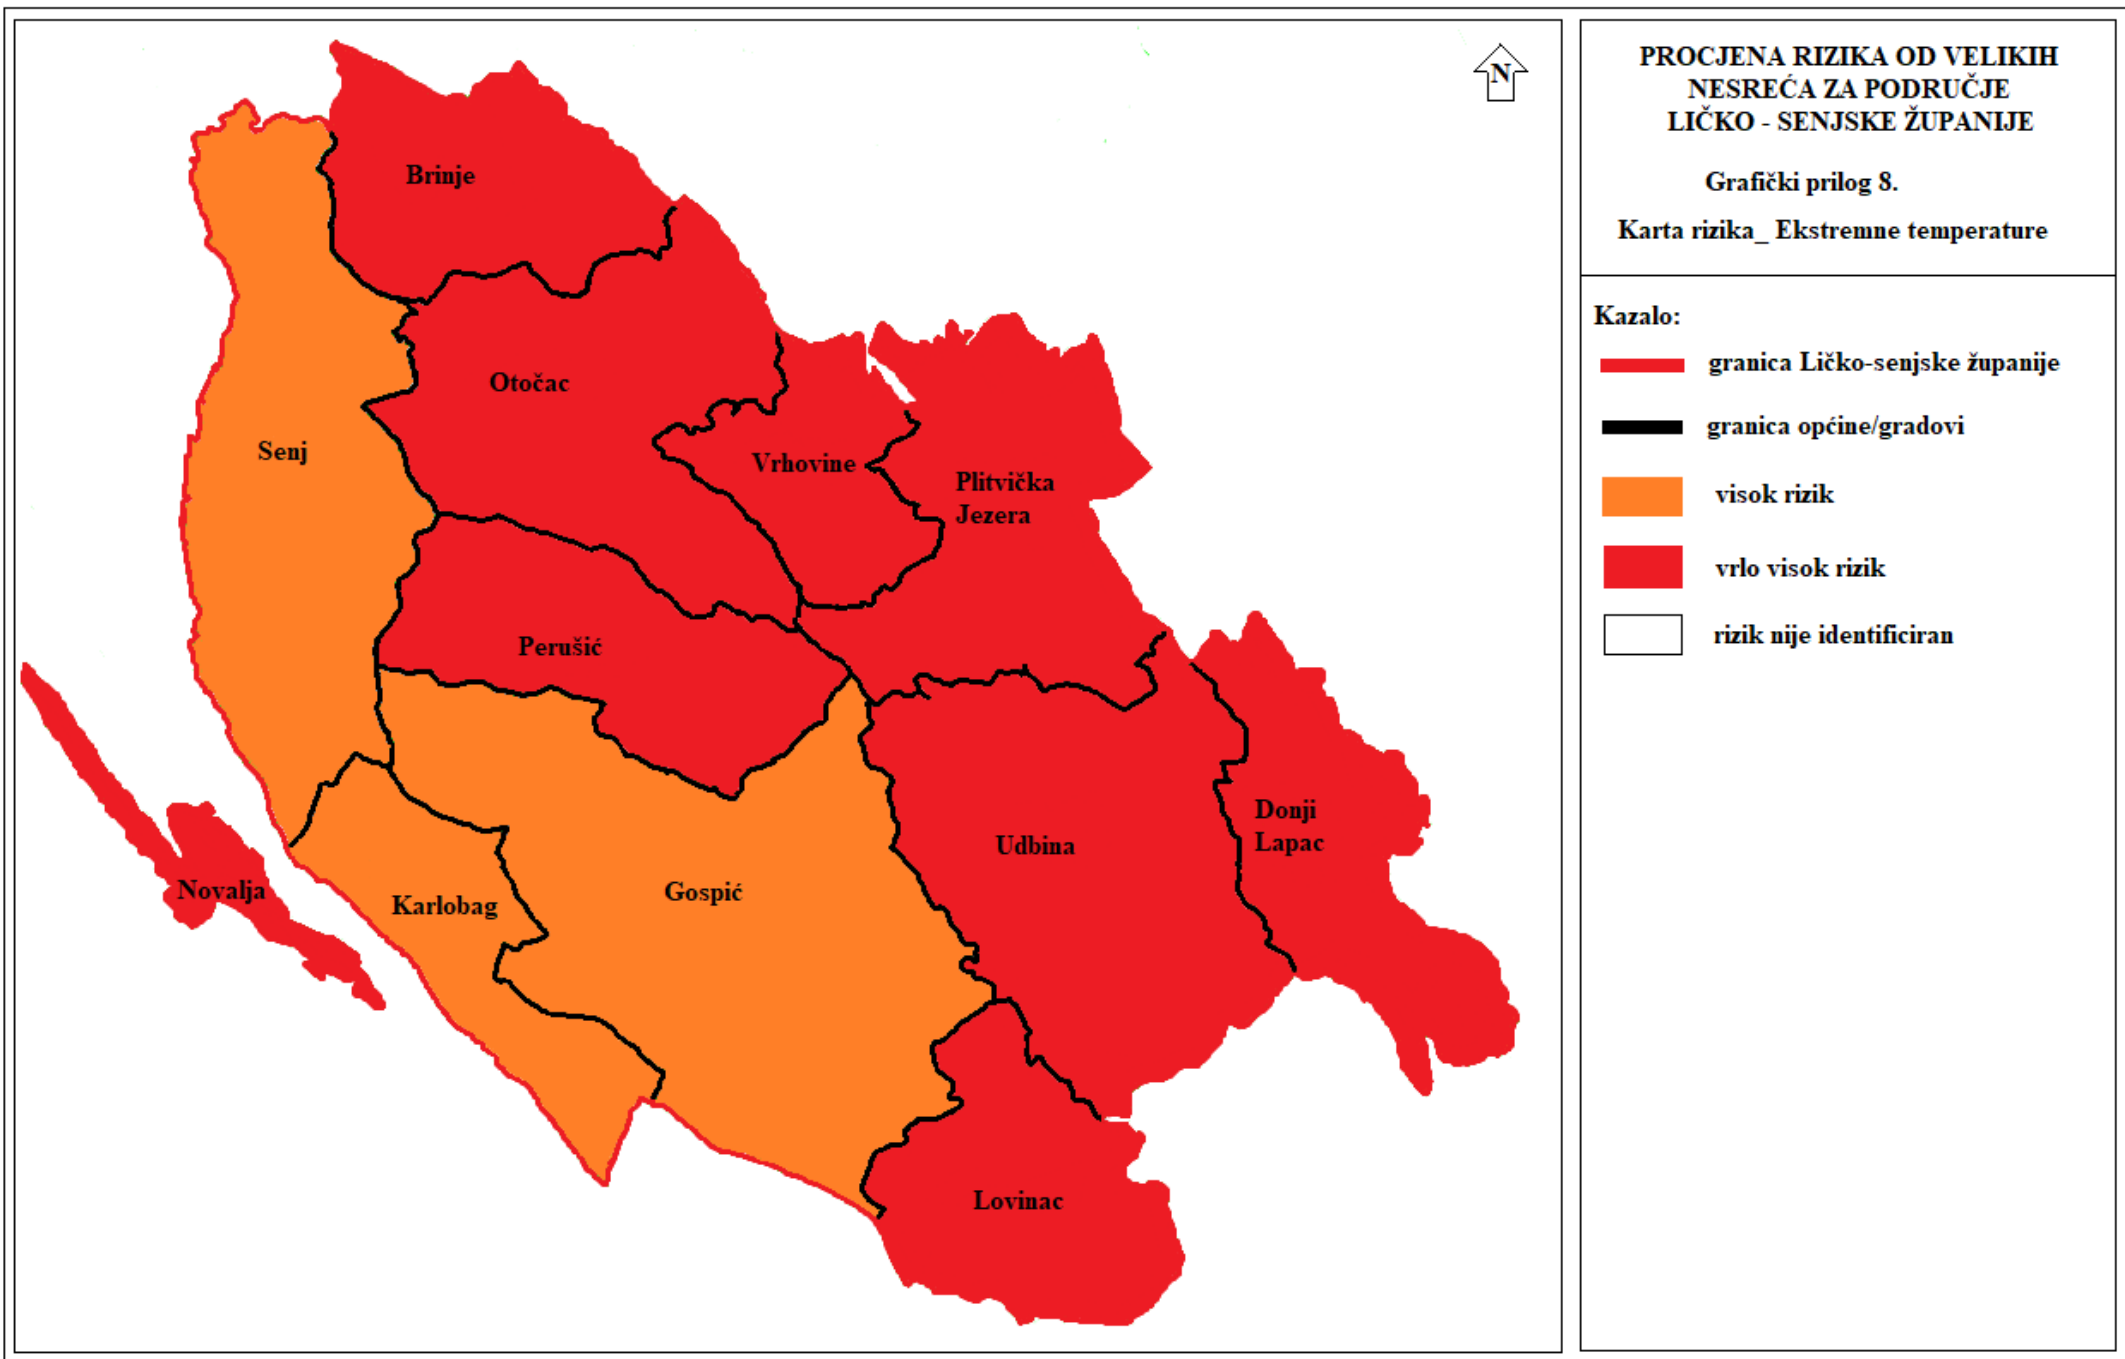 N
Brinje
Otočac
Senj
Vrhovine
Plitvička
Jezera
Perušić
Donji
Lapac
Udbina
Novalja
Karlobag
Gospić
Lovinac
PROCJENA RIZIKA OD VELIKIH
NESREĆA ZA PODRUČJE
LIČKO - SENJSKE ŽUPANIJE
Grafički prilog 8.
Karta rizika_ Ekstremne temperature
Kazalo:
granica Ličko-senjske županije
granica općine/gradovi
visok rizik
vrlo visok rizik
rizik nije identificiran